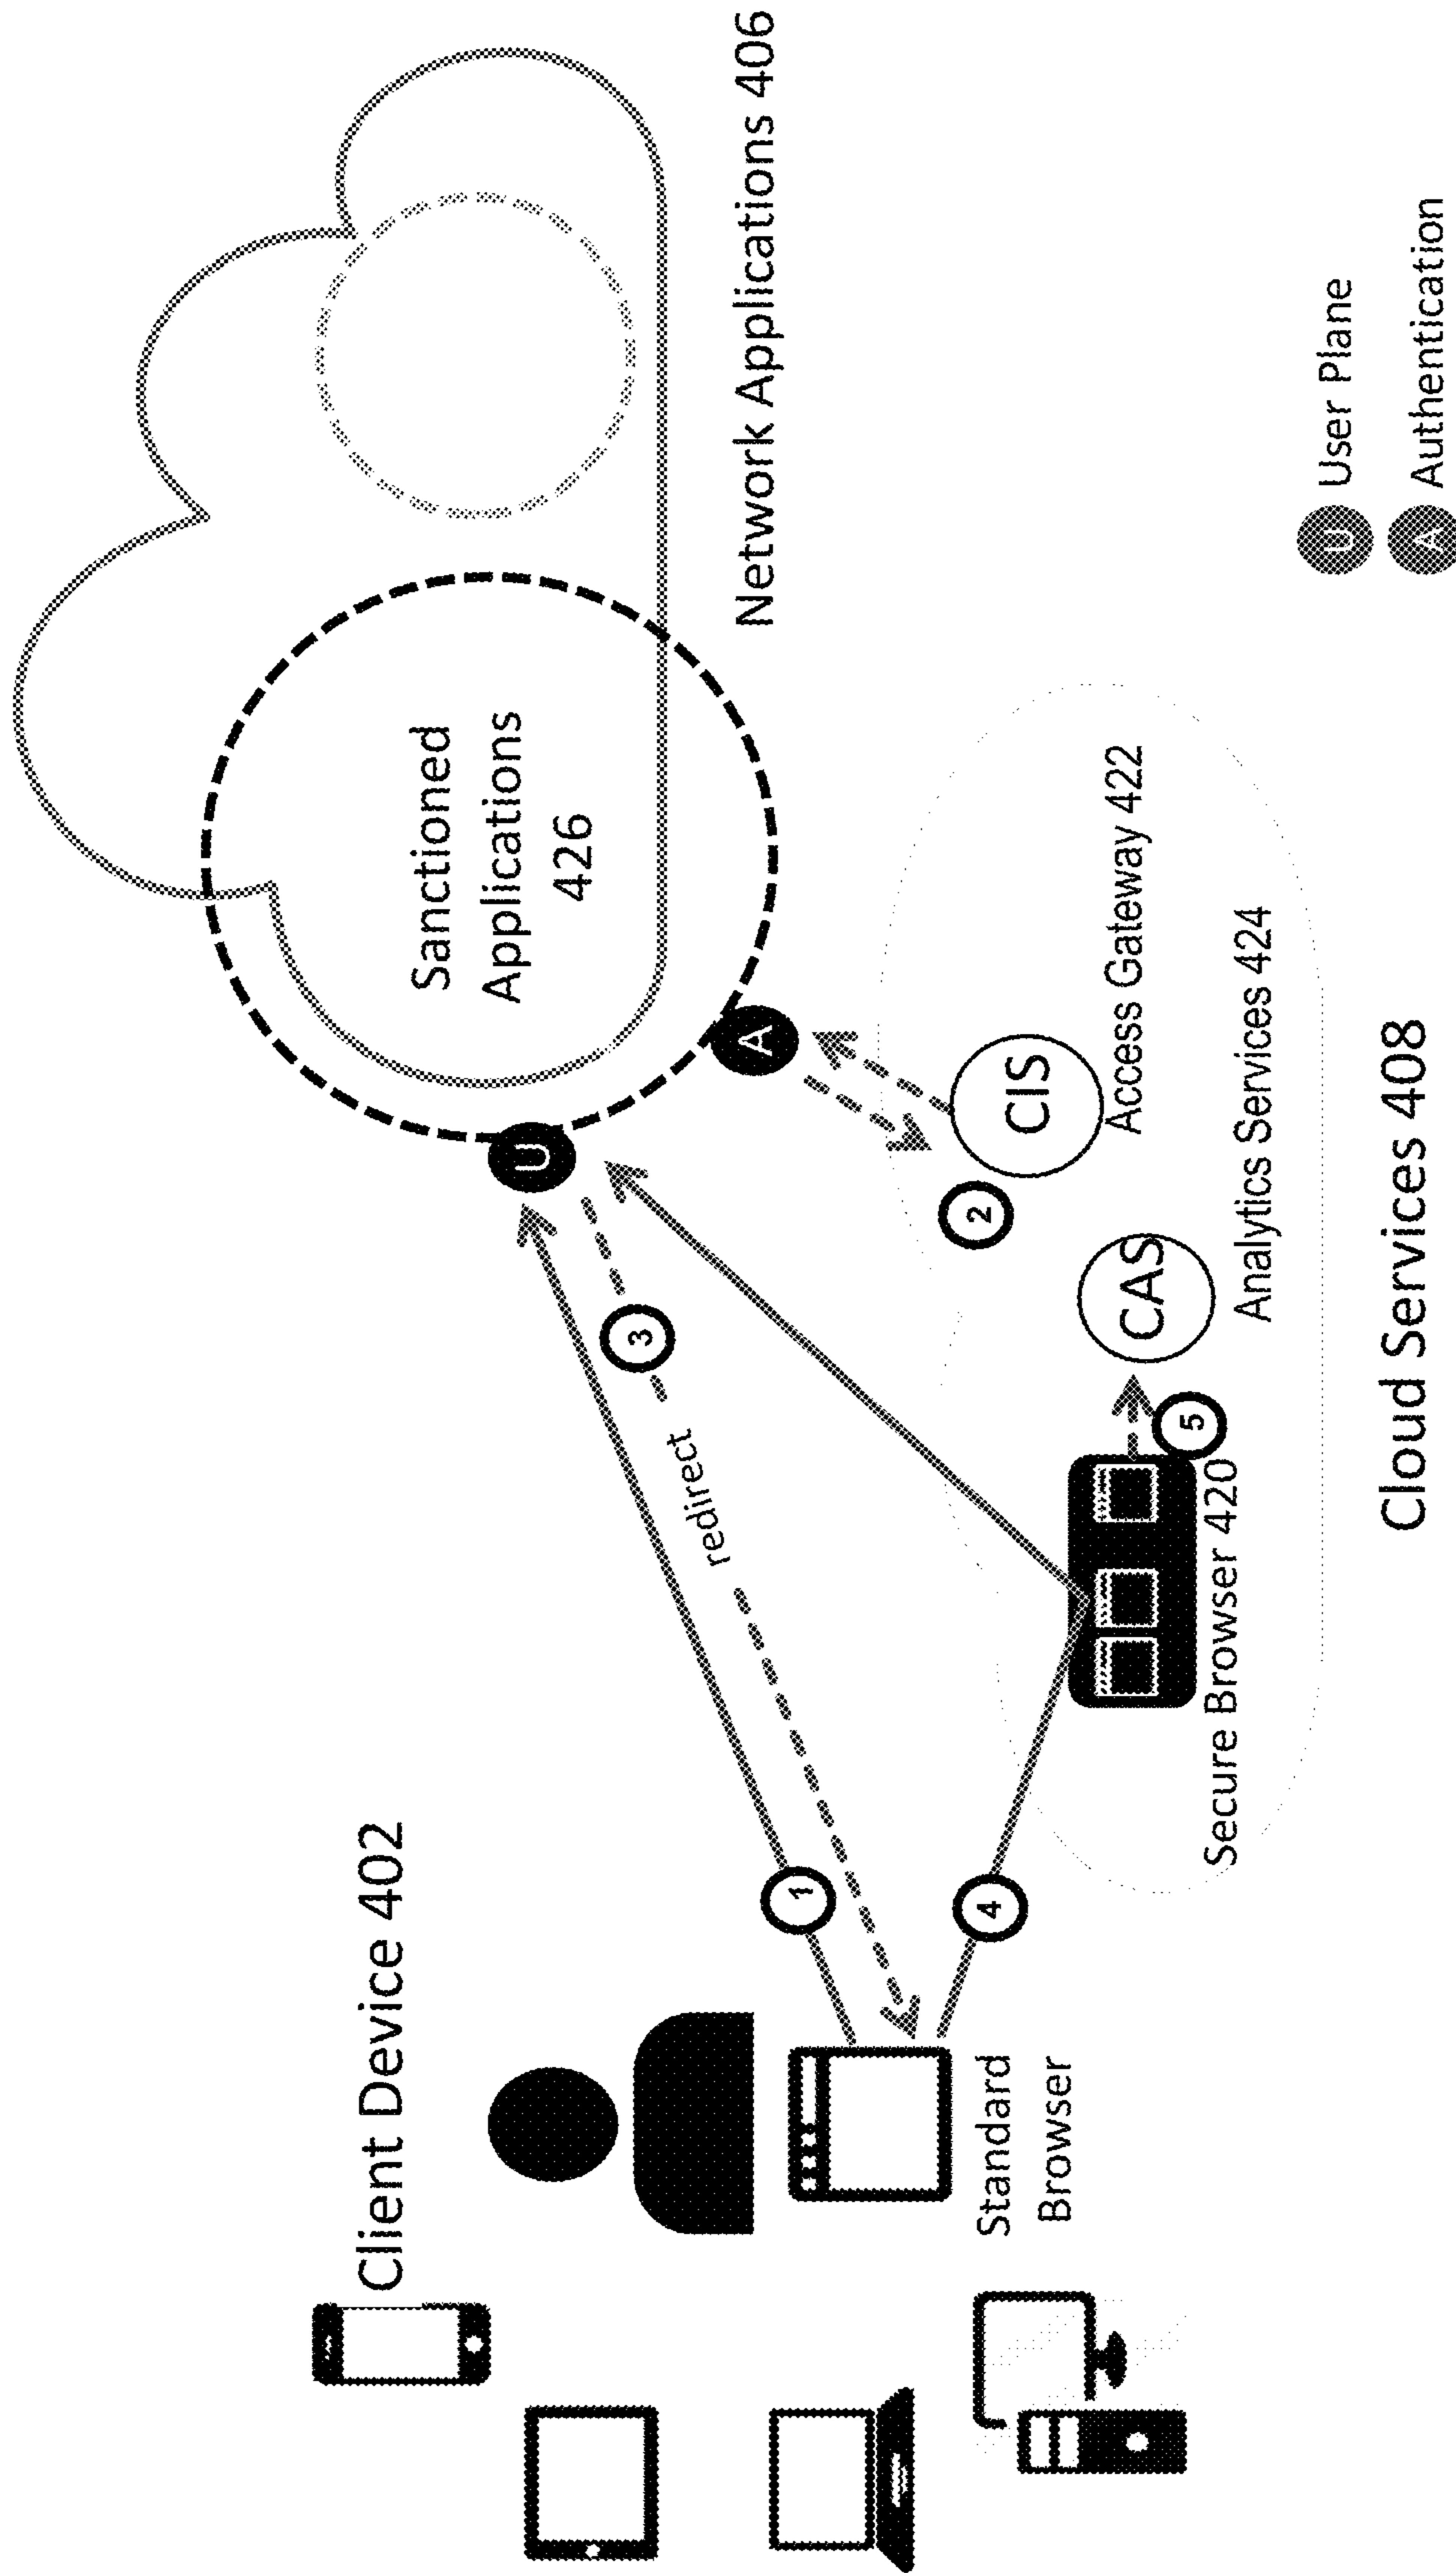 Client Device 402
Standard
Browser
1
3
redirect
4
U
A
Sanctioned
Applications
426
Network Applications 406
2
CIS
Access Gateway 422
CAS
Analytics Services 424
5
Secure Browser 420
Cloud Services 408
U User Plane
A Authentication